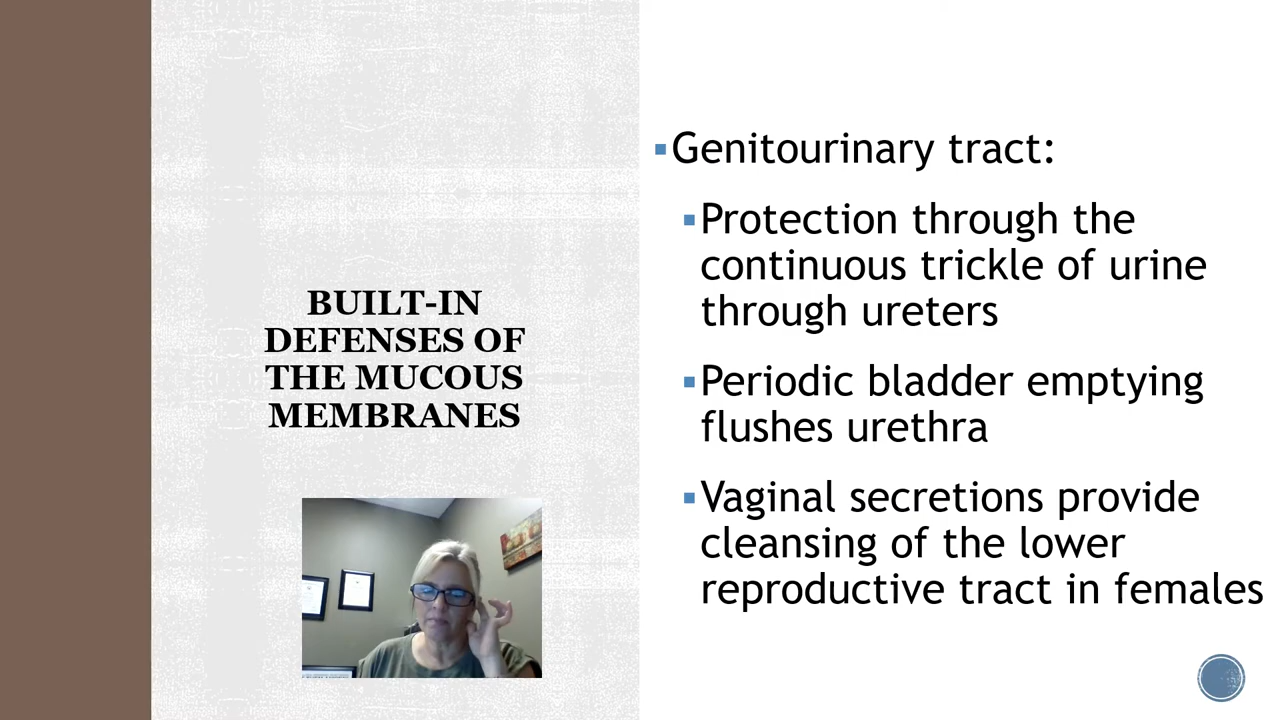 BUILT-IN
DEFENSES OF
THE MUCOUS
MEMBRANES
▪Genitourinary tract:
▪Protection through the
continuous trickle of urine
through ureters
▪Periodic bladder emptying
flushes urethra
▪Vaginal secretions provide
cleansing of the lower
reproductive tract in females